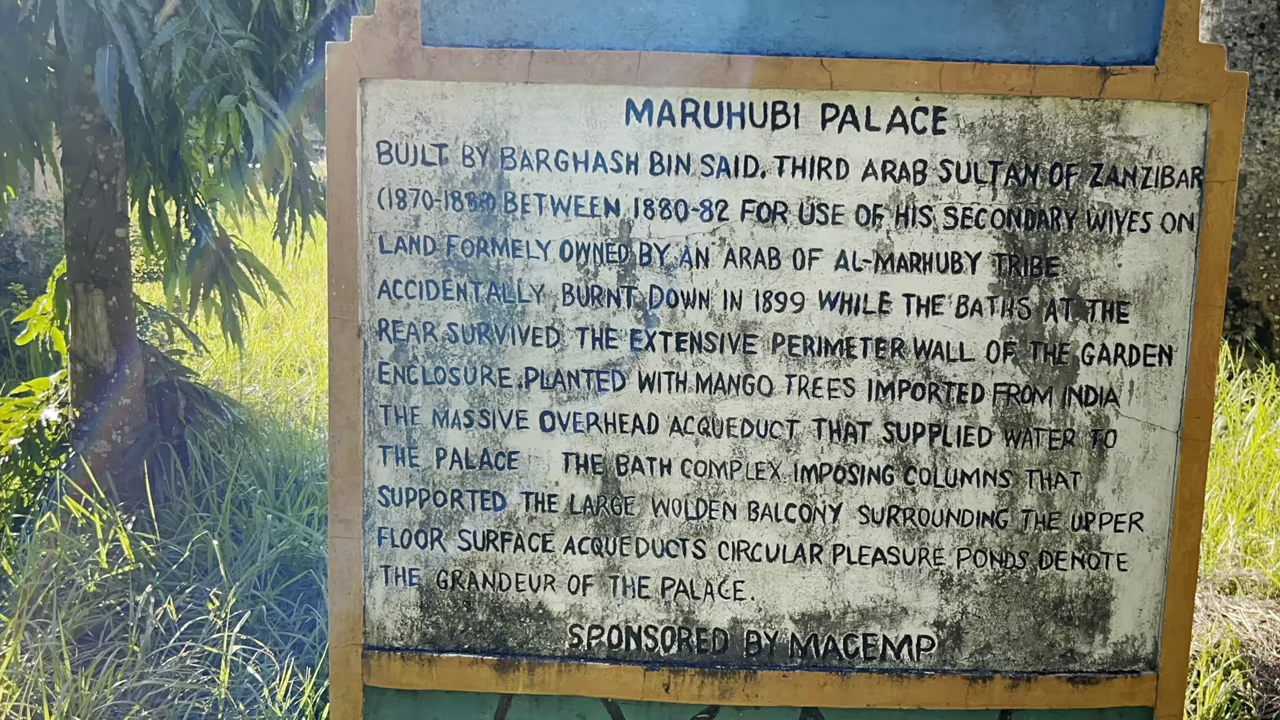 MARUHUBI PALACE
BUILT BY BARGHASH BIN SAID. THIRD ARAB SULTAN OF ZANZIBAR
(1870-1888) BETWEEN 1880-82 FOR USE OF HIS SECONDARY WIVES ON
LAND FORMELY OWNED BY AN ARAB OF AL-MARHUBY TRIBE.
ACCIDENTALLY BURNT DOWN IN 1899 WHILE THE BATHS AT THE
REAR SURVIVED. THE EXTENSIVE PERIMETER WALL OF THE GARDEN
ENCLOSURE, PLANTED WITH MANGO TREES IMPORTED FROM INDIA
THE MASSIVE OVERHEAD ACQUEDUCT THAT SUPPLIED WATER TO
THE PALACE THE BATH COMPLEX. IMPOSING COLUMNS THAT
SUPPORTED THE LARGE WOLDEN BALCONY SURROUNDING THE UPPER
FLOOR SURFACE ACQUEDUCTS CIRCULAR PLEASURE PONDS DENOTE
THE GRANDEUR OF THE PALACE.
SPONSORED BY MACEMP